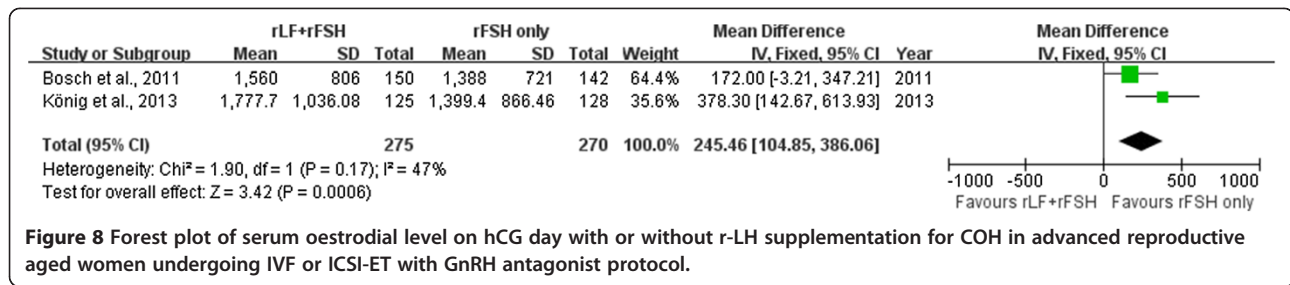 rLF+rFSH rFSH only Mean Difference Mean Difference
Study or Subgroup Mean SD Total Mean SD Total Weight IV, Fixed, 95% CI Year IV, Fixed, 95% CI
Bosch et al., 2011 1,560 806 150 1,388 721 142 64.4% 172.00 [-3.21, 347.21] 2011
König et al., 2013 1,777.7 1,036.08 125 1,399.4 866.46 128 35.6% 378.30 [142.67, 613.93] 2013
Total (95% CI) 275 270 100.0% 245.46 [104.85, 386.06]
Heterogeneity: Chi² = 1.90, df = 1 (P = 0.17); I² = 47%
Test for overall effect: Z = 3.42 (P = 0.0006)
-1000 -500 0 500 1000
Favours rLF+rFSH Favours rFSH only
Figure 8 Forest plot of serum oestrodial level on hCG day with or without r-LH supplementation for COH in advanced reproductive
aged women undergoing IVF or ICSI-ET with GnRH antagonist protocol.